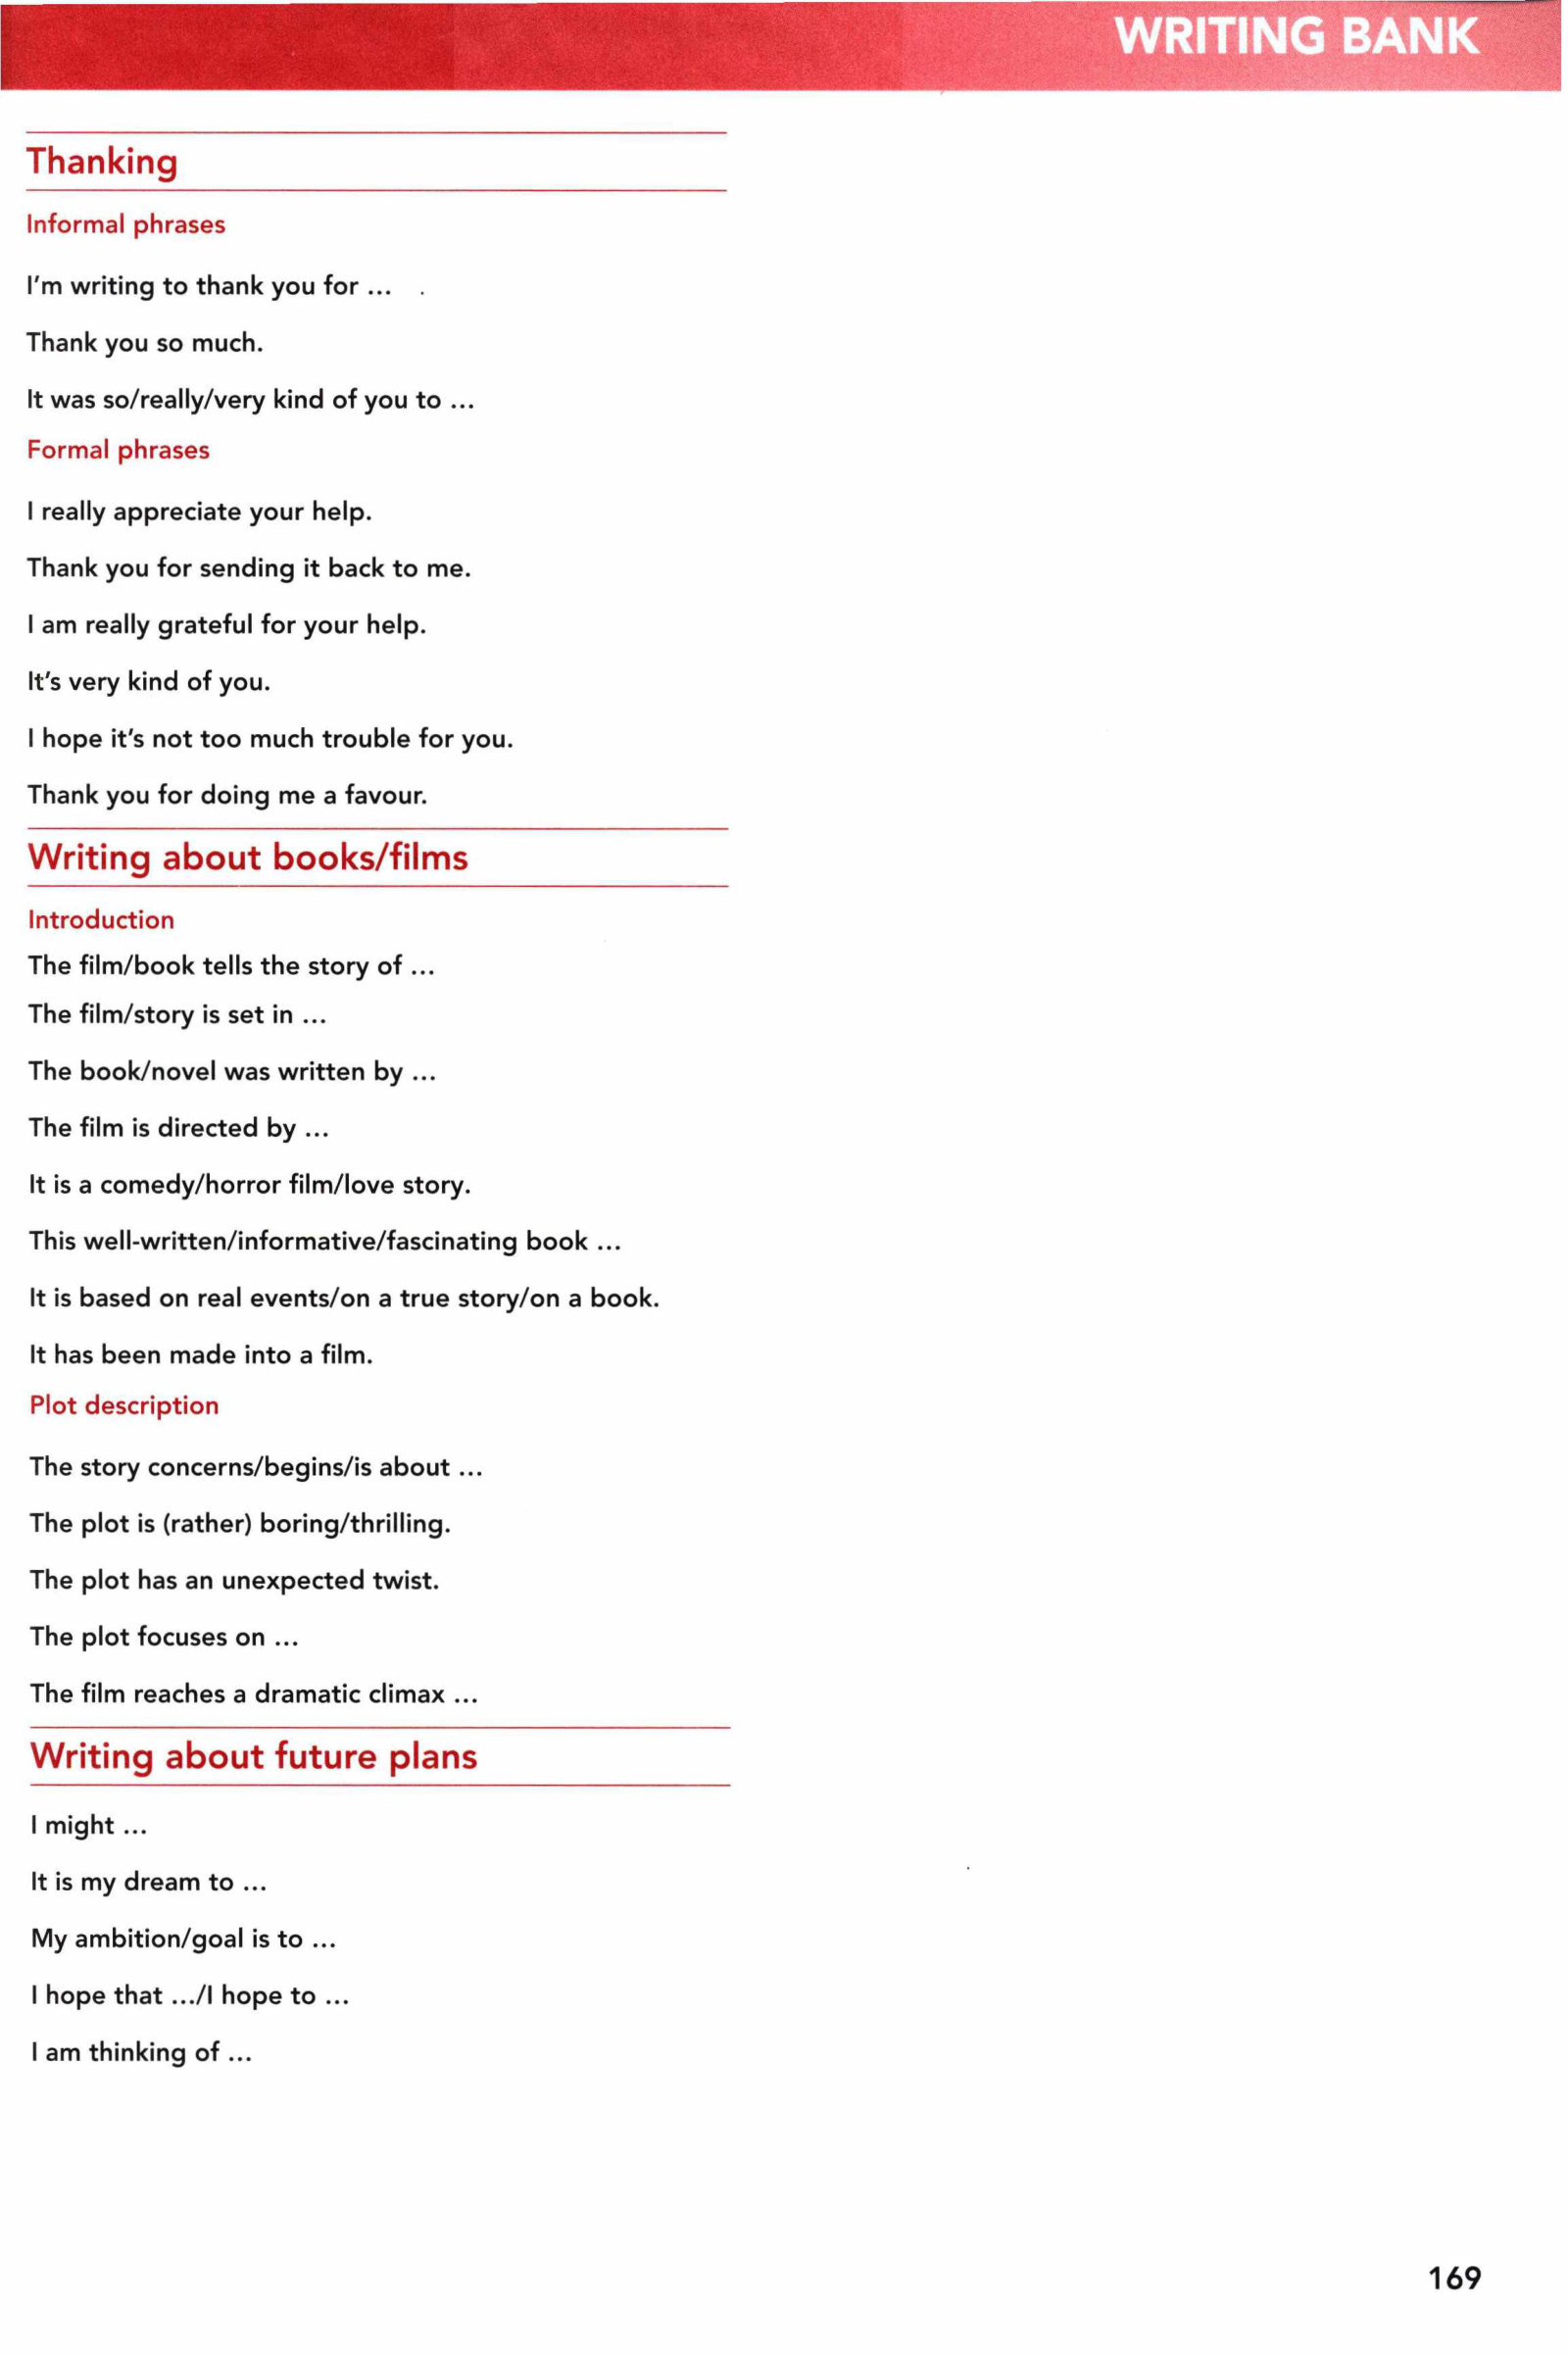 WRITING BANK
Thanking
Informal phrases
I'm writing to thank you for ...
Thank you so much.
It was so/really/very kind of you to ...
Formal phrases
I really appreciate your help.
Thank you for sending it back to me.
I am really grateful for your help.
It's very kind of you.
I hope it's not too much trouble for you.
Thank you for doing me a favour.
Writing about books/films
Introduction
The film/book tells the story of ...
The film/story is set in ...
The book/novel was written by ...
The film is directed by ...
It is a comedy/horror film/love story.
This well-written/informative/fascinating book ...
It is based on real events/on a true story/on a book.
It has been made into a film.
Plot description
The story concerns/begins/is about ...
The plot is (rather) boring/thrilling.
The plot has an unexpected twist.
The plot focuses on ...
The film reaches a dramatic climax ...
Writing about future plans
I might ...
It is my dream to ...
My ambition/goal is to ...
I hope that .../I hope to ...
I am thinking of ...
169